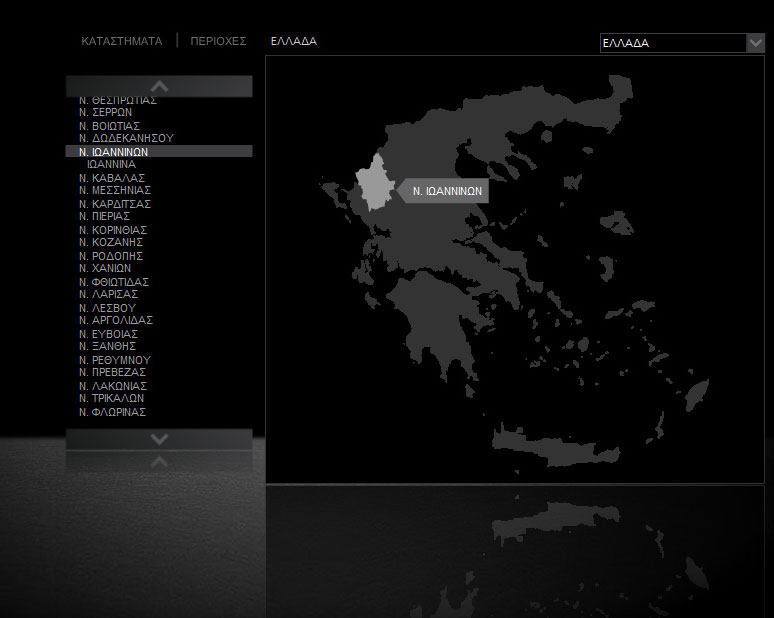 ΚΑΤΑΣΤΗΜΑΤΑ | ΠΕΡΙΟΧΕΣ ΕΛΛΑΔΑ ΕΛΛΑΔΑ
Ν. ΘΕΣΠΡΩΤΙΑΣ
Ν. ΣΕΡΡΩΝ
Ν. ΒΟΙΩΤΙΑΣ
Ν. ΔΩΔΕΚΑΝΗΣΟΥ
Ν. ΙΩΑΝΝΙΝΩΝ
ΙΩΑΝΝΙΝΑ
Ν. ΚΑΒΑΛΑΣ
Ν. ΜΕΣΣΗΝΙΑΣ
Ν. ΚΑΡΔΙΤΣΑΣ
Ν. ΠΙΕΡΙΑΣ
Ν. ΚΟΡΙΝΘΙΑΣ
Ν. ΚΟΖΑΝΗΣ
Ν. ΡΟΔΟΠΗΣ
Ν. ΧΑΝΙΩΝ
Ν. ΦΘΙΩΤΙΔΑΣ
Ν. ΛΑΡΙΣΑΣ
Ν. ΛΕΣΒΟΥ
Ν. ΑΡΓΟΛΙΔΑΣ
Ν. ΕΥΒΟΙΑΣ
Ν. ΞΑΝΘΗΣ
Ν. ΡΕΘΥΜΝΟΥ
Ν. ΠΡΕΒΕΖΑΣ
Ν. ΛΑΚΩΝΙΑΣ
Ν. ΤΡΙΚΑΛΩΝ
Ν. ΦΛΩΡΙΝΑΣ
Ν. ΙΩΑΝΝΙΝΩΝ